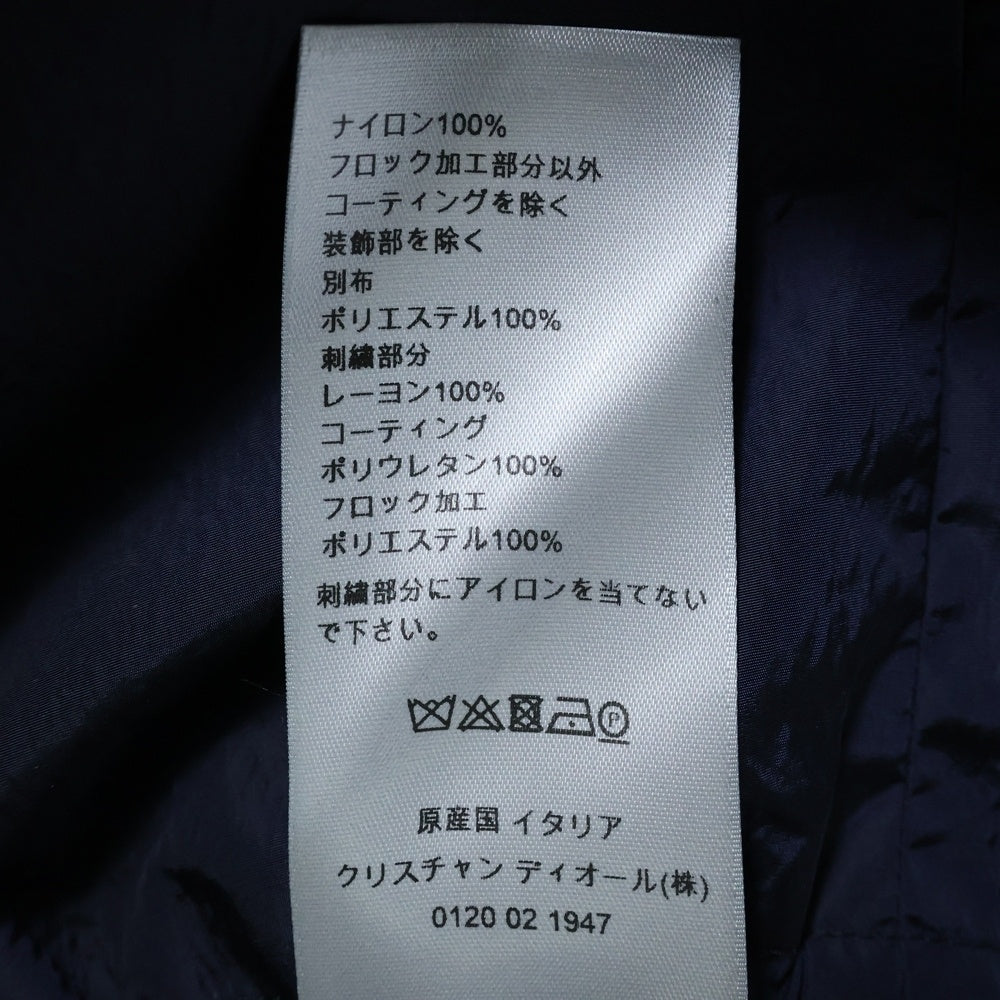 ナイロン100%
フロック加工部分以外
コーティングを除く
装飾部を除く
別布
ポリエステル100%
刺繍部分
レーヨン100%
コーティング
ポリウレタン100%
フロック加工
ポリエステル100%
刺繍部分にアイロンを当てない
で下さい。
P
原産国 イタリア
クリスチャン ディオール(株)
0120 02 1947